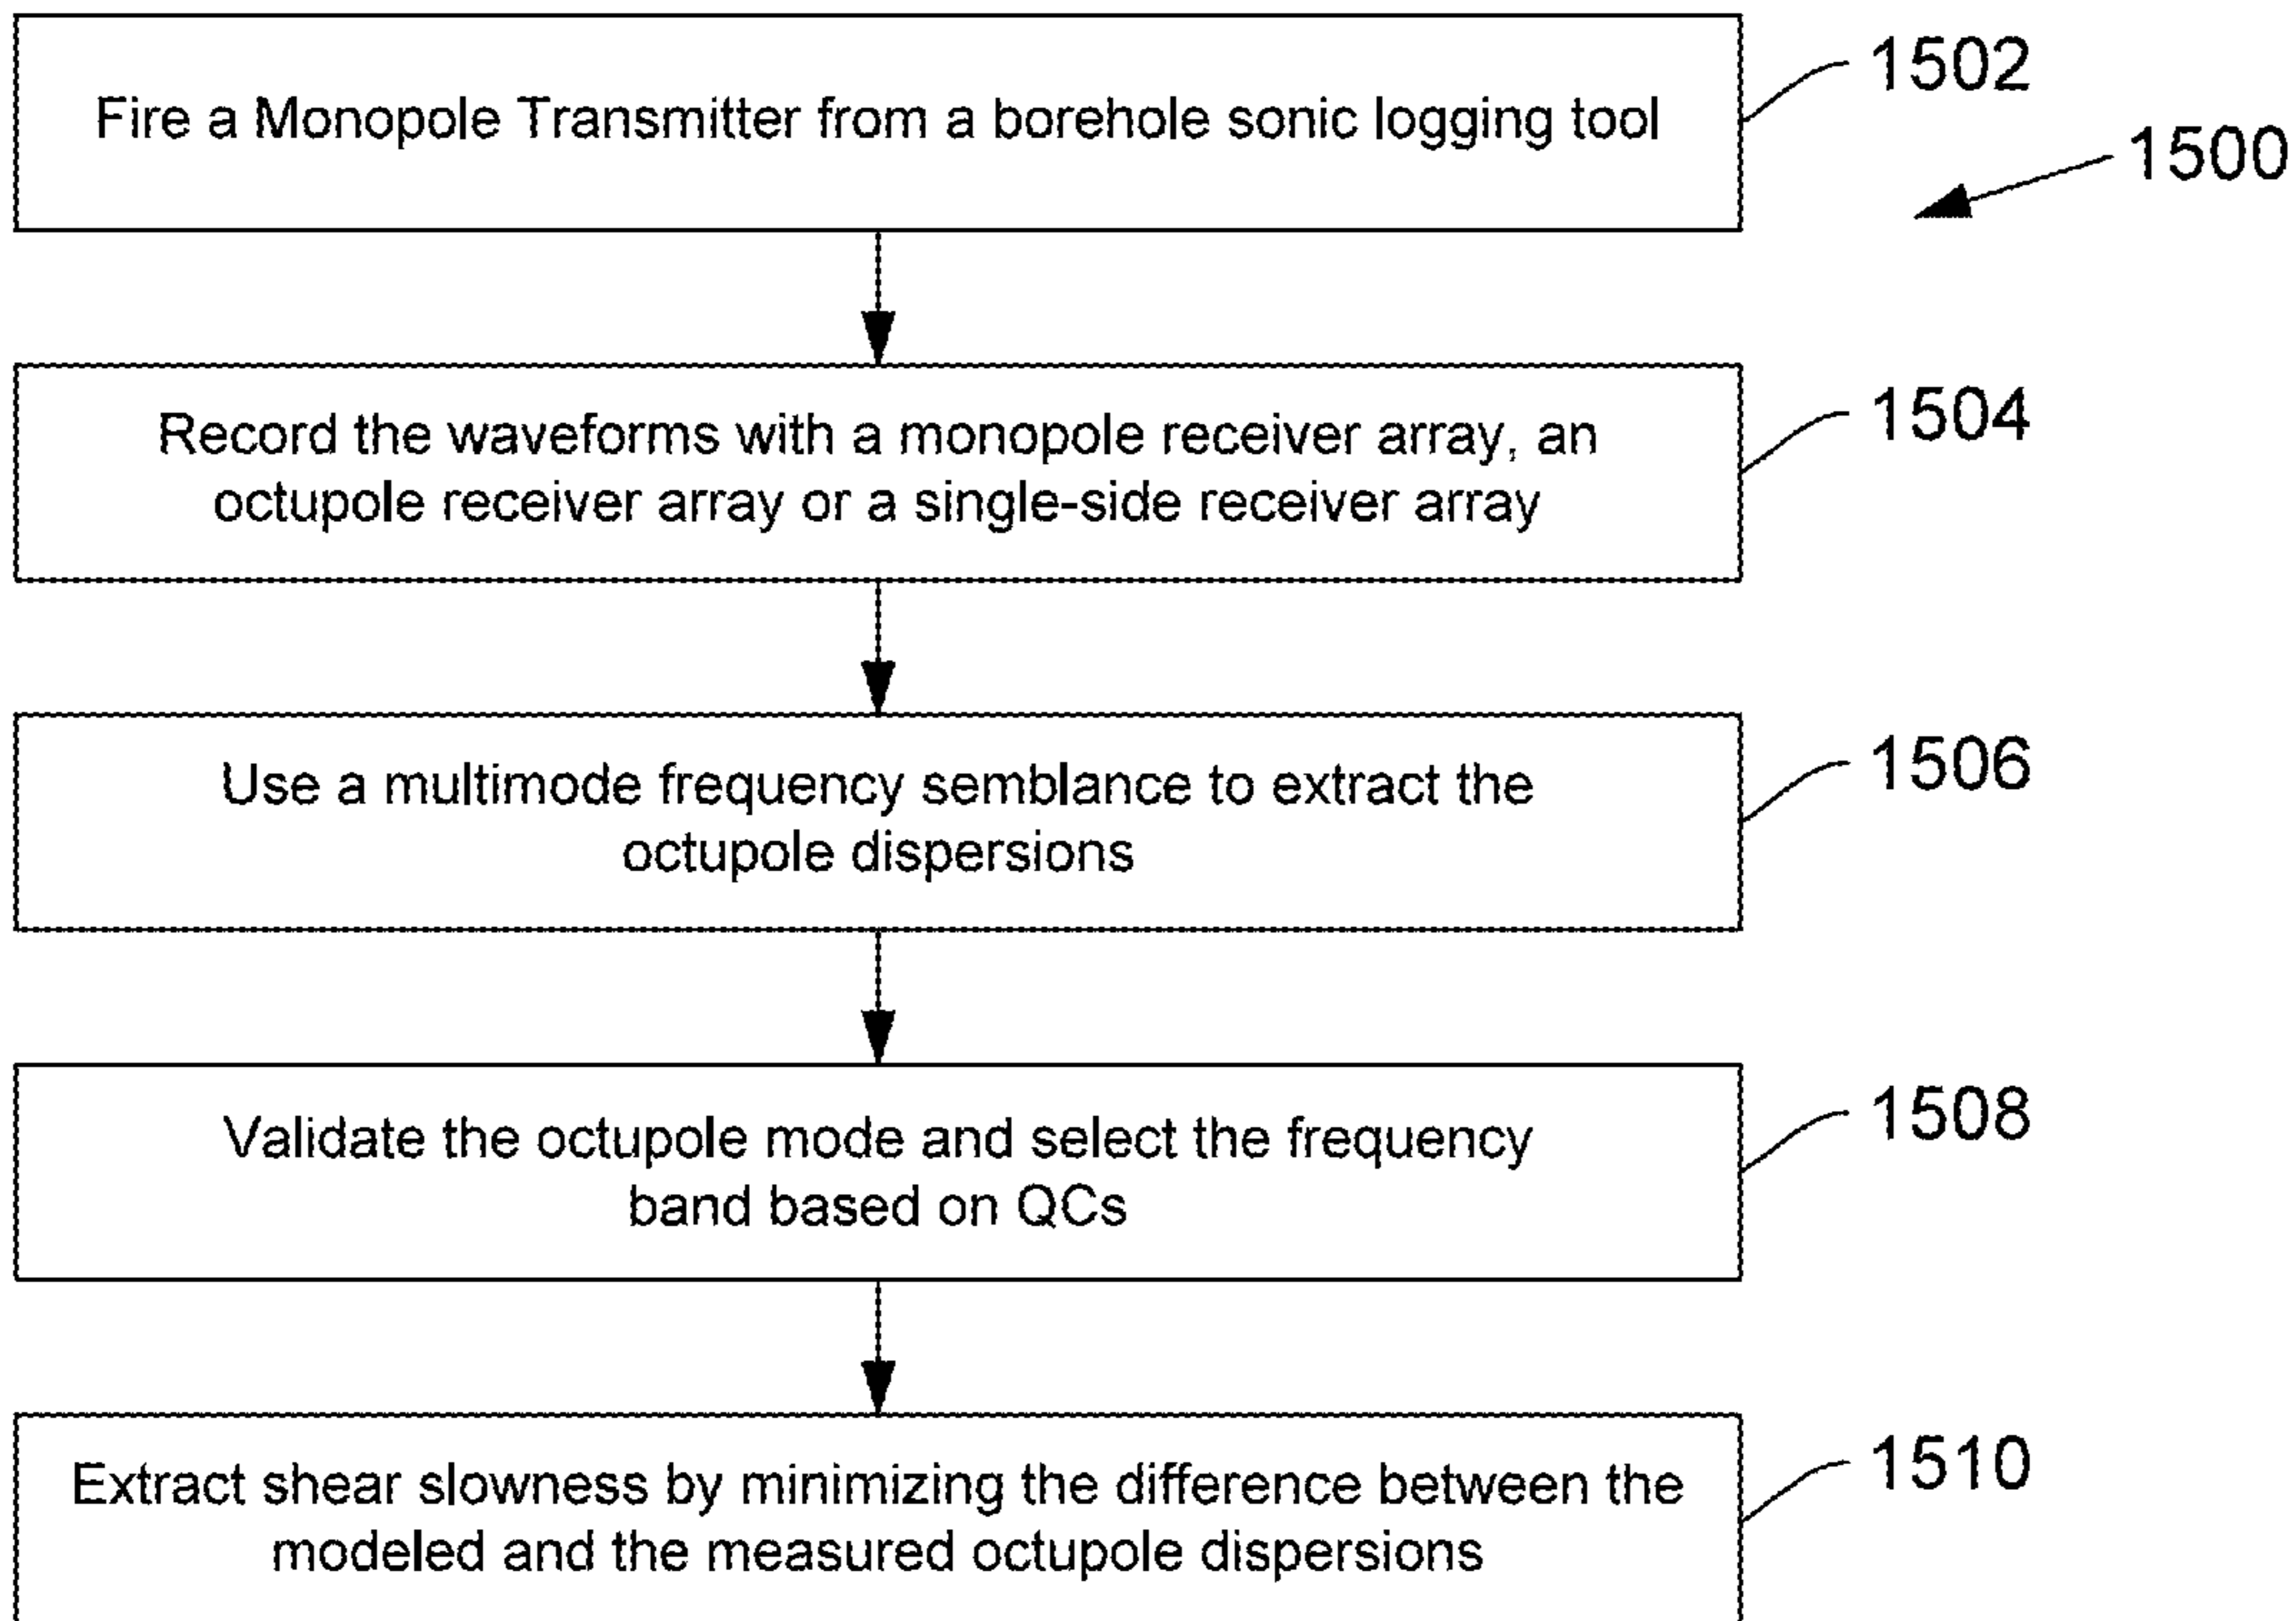 Fire a Monopole Transmitter from a borehole sonic logging tool
1502
1500
Record the waveforms with a monopole receiver array, an
octupole receiver array or a single-side receiver array
1504
Use a multimode frequency semblance to extract the
octupole dispersions
1506
Validate the octupole mode and select the frequency
band based on QCs
1508
Extract shear slowness by minimizing the difference between the
modeled and the measured octupole dispersions
1510